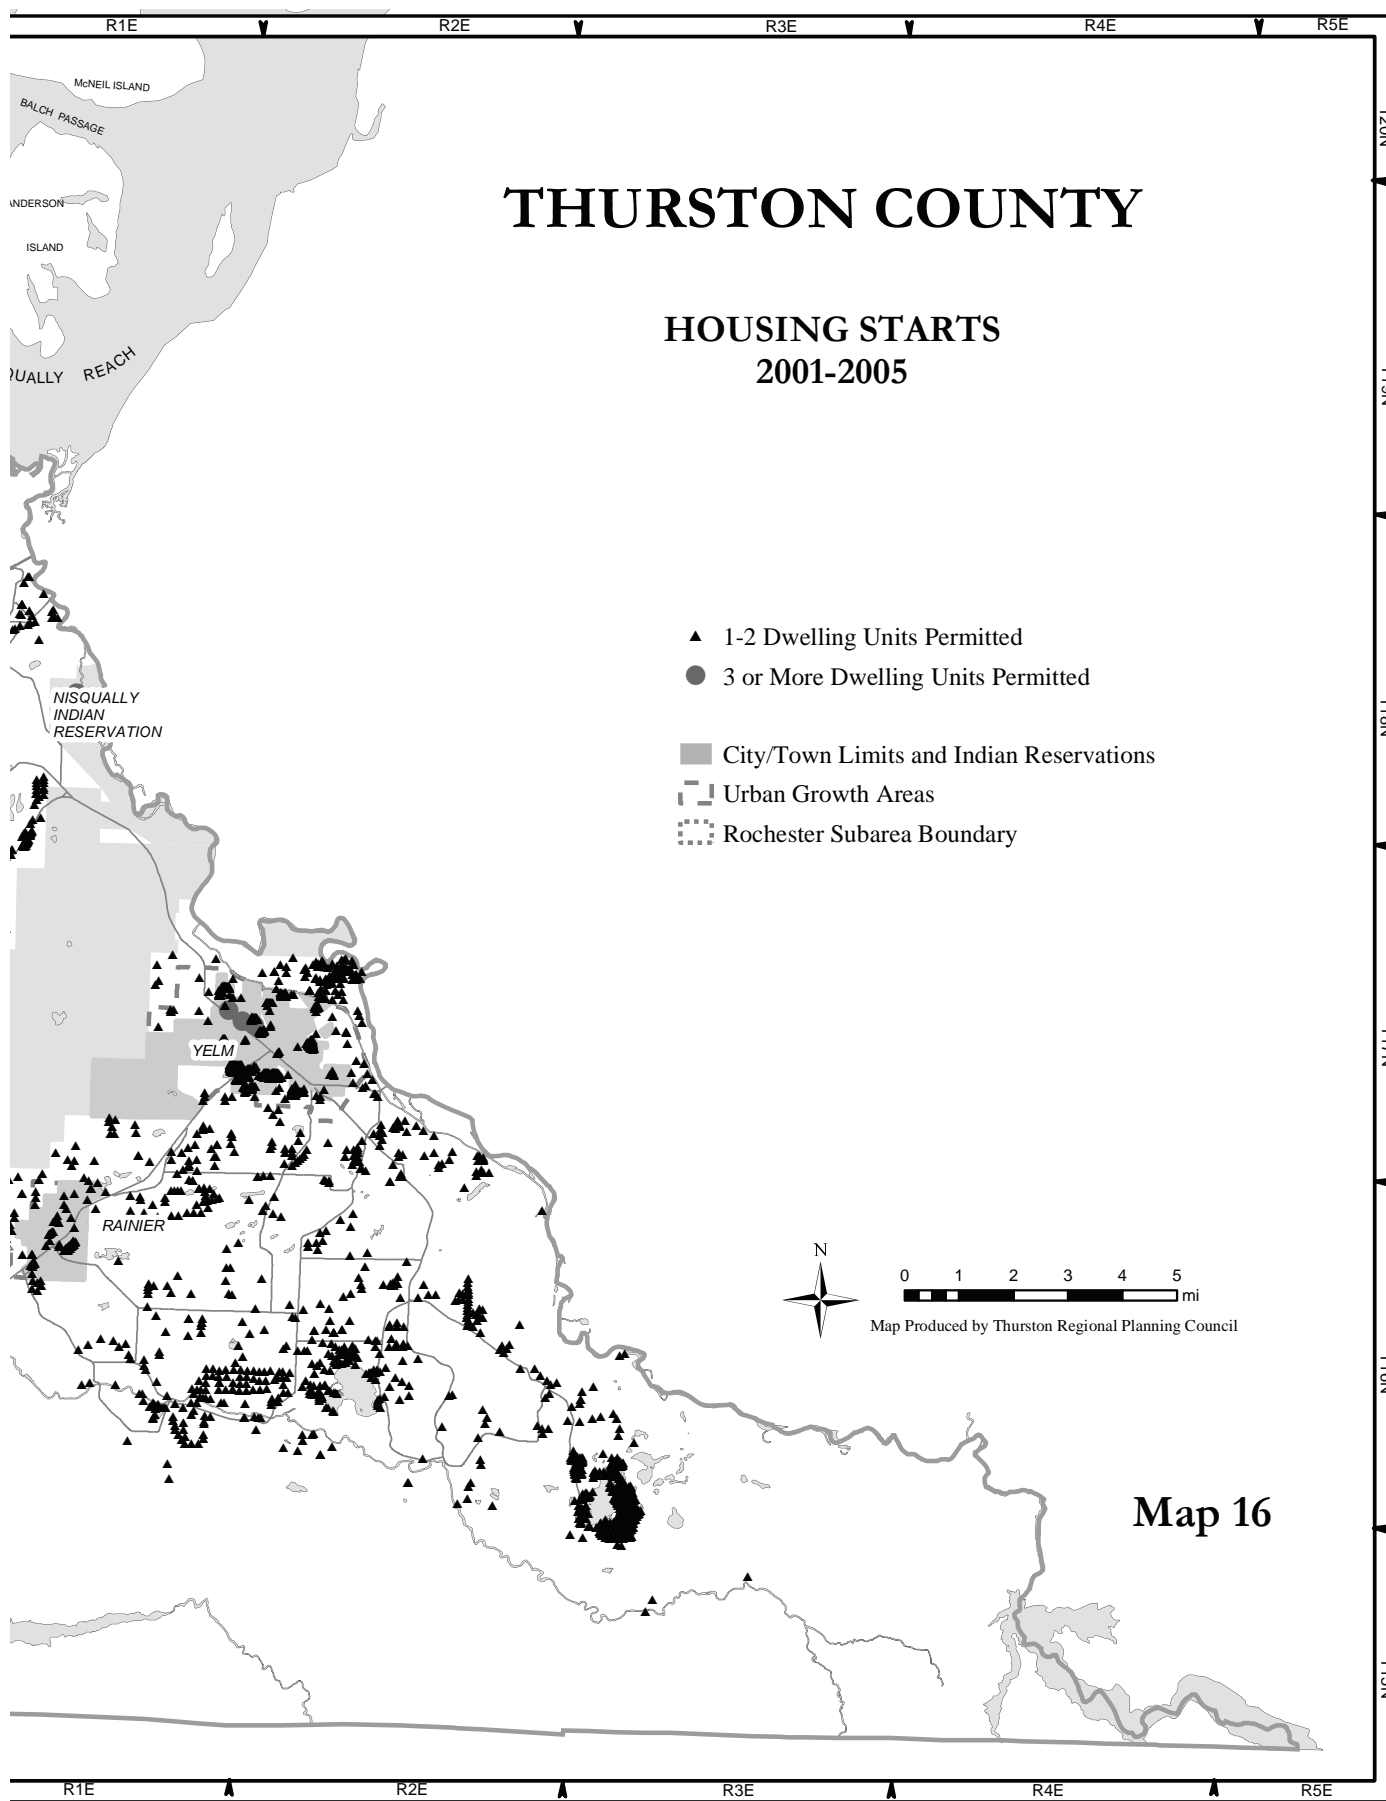 R1E R2E R3E R4E R5E
McNEIL ISLAND
BALCH PASSAGE
ANDERSON
ISLAND
QUALLY REACH
THURSTON COUNTY
HOUSING STARTS
2001-2005
1-2 Dwelling Units Permitted
3 or More Dwelling Units Permitted
City/Town Limits and Indian Reservations
Urban Growth Areas
Rochester Subarea Boundary
NISQUALLY
INDIAN
RESERVATION
YELM
RAINIER
N
0 1 2 3 4 5
mi
Map Produced by Thurston Regional Planning Council
Map 16
R1E R2E R3E R4E R5E